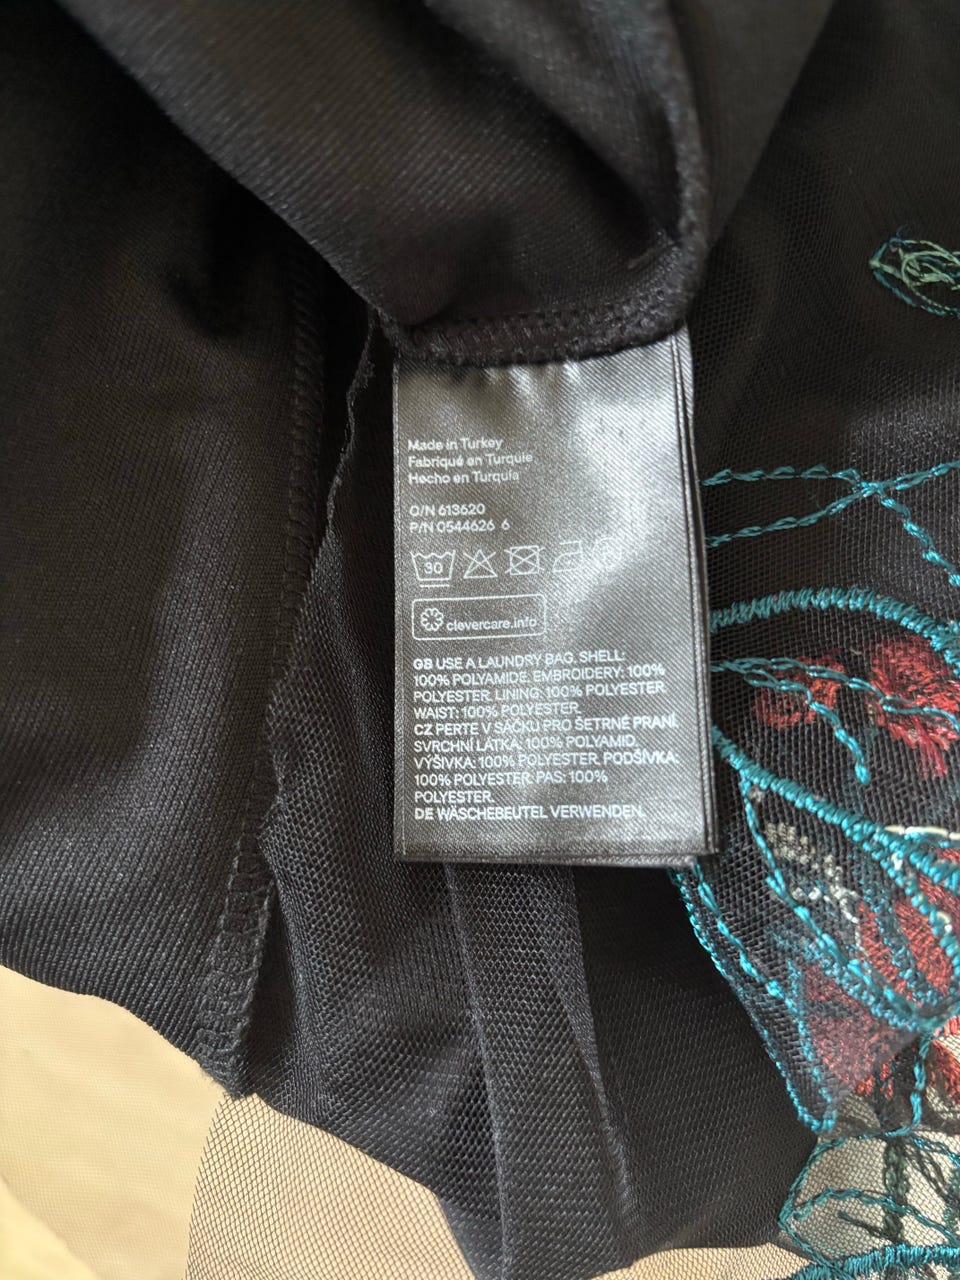 Made in Turkey
Fabriqué en Turquie
Hecho en Turquía
O/N 613620
P/N 0544626 6
30
clevercare.info
GB USE A LAUNDRY BAG. SHELL:
100% POLYAMIDE. EMBROIDERY: 100%
POLYESTER. LINING: 100% POLYESTER.
WAIST: 100% POLYESTER.
CZ PERTE V SÁČKU PRO ŠETRNÉ PRANÍ.
SVRCHNÍ LÁTKA: 100% POLYAMID.
VÝŠIVKA: 100% POLYESTER. PODŠÍVKA:
100% POLYESTER. PAS: 100%
POLYESTER.
DE WÄSCHEBEUTEL VERWENDEN.